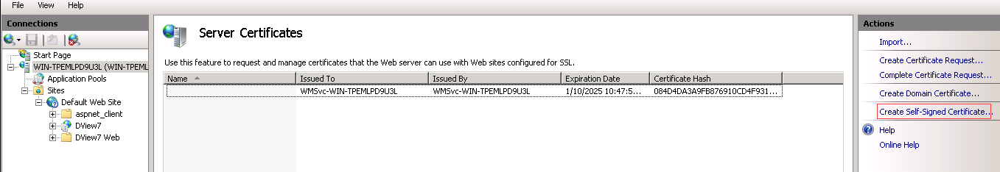 File View Help
Connections
Start Page
WIN-TPEMLPD9U3L (WIN-TPEML
Application Pools
Sites
Default Web Site
aspnet_client
DView7
DView7 Web
Server Certificates
Use this feature to request and manage certificates that the Web server can use with Web sites configured for SSL.
Name Issued To Issued By Expiration Date Certificate Hash
WMSvc-WIN-TPEMLPD9U3L WMSvc-WIN-TPEMLPD9U3L 1/10/2025 10:47:5... 084D4DA3A9FB876910CD4F931...
Actions
Import...
Create Certificate Request...
Complete Certificate Request...
Create Domain Certificate...
Create Self-Signed Certificate...
Help
Online Help